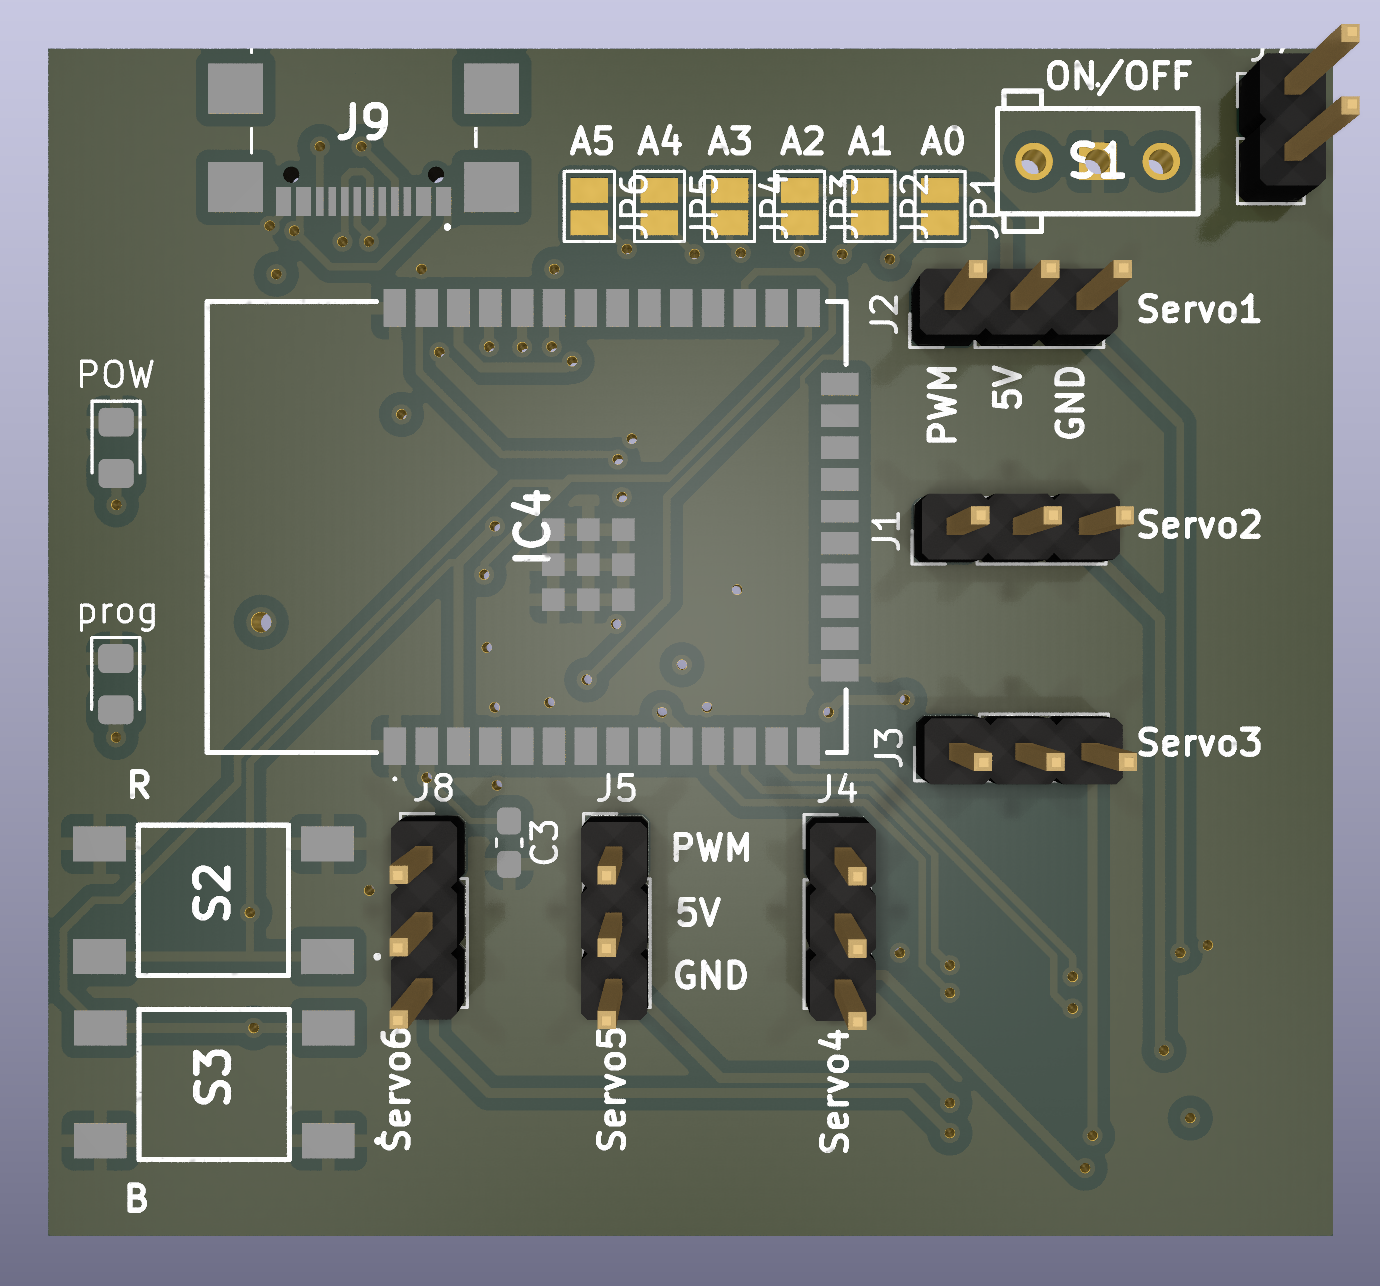 ON/OFF
J9
A5 A4 A3 A2 A1 A0
S1
JP6 JP5 JP4 JP3 JP2 JP1
J2
Servo1
POW
PWM
5V
GND
IC4
J1
Servo2
prog
J3
Servo3
R
J8
J5
J4
C3
PWM
S2
5V
GND
Servo6
Servo5
Servo4
S3
B